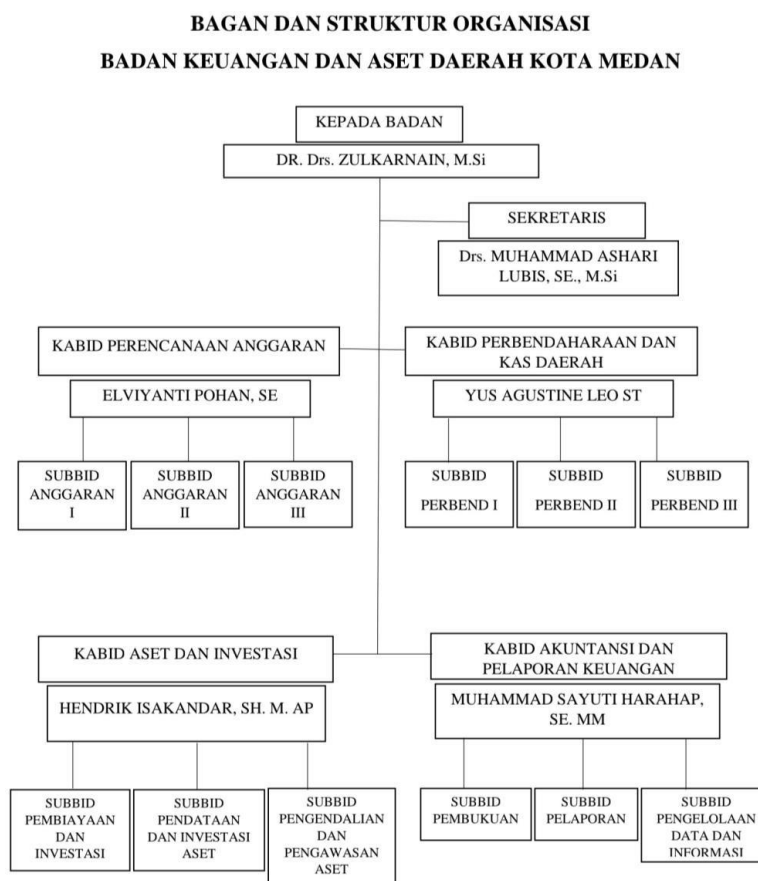 BAGAN DAN STRUKTUR ORGANISASI
BADAN KEUANGAN DAN ASET DAERAH KOTA MEDAN
KEPADA BADAN
DR. Drs. ZULKARNAIN, M.Si
SEKRETARIS
Drs. MUHAMMAD ASHARI
LUBIS, SE., M.Si
KABID PERENCANAAN ANGGARAN
ELVIYANTI POHAN, SE
SUBBID
ANGGARAN
I
SUBBID
ANGGARAN
II
SUBBID
ANGGARAN
III
KABID PERBENDAHARAAN DAN
KAS DAERAH
YUS AGUSTINE LEO ST
SUBBID
PERBEND I
SUBBID
PERBEND II
SUBBID
PERBEND III
KABID ASET DAN INVESTASI
HENDRIK ISAKANDAR, SH. M. AP
SUBBID
PEMBIAYAAN
DAN
INVESTASI
SUBBID
PENDATAAN
DAN INVESTASI
ASET
SUBBID
PENGENDALIAN
DAN
PENGAWASAN
ASET
KABID AKUNTANSI DAN
PELAPORAN KEUANGAN
MUHAMMAD SAYUTI HARAHAP,
SE. MM
SUBBID
PEMBUKUAN
SUBBID
PELAPORAN
SUBBID
PENGELOLAAN
DATA DAN
INFORMASI